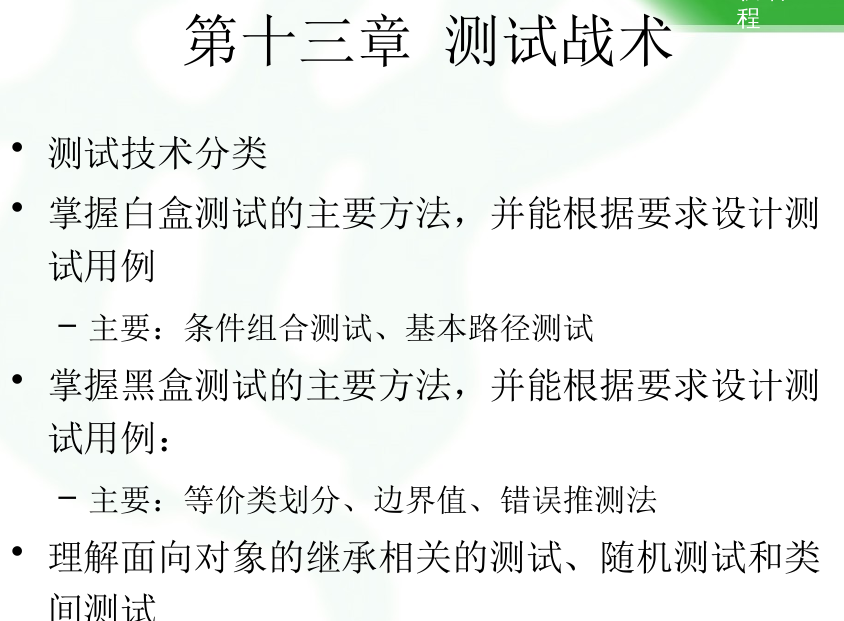 程
第十三章 测试战术
• 测试技术分类
• 掌握白盒测试的主要方法，并能根据要求设计测
试用例
– 主要：条件组合测试、基本路径测试
• 掌握黑盒测试的主要方法，并能根据要求设计测
试用例：
– 主要：等价类划分、边界值、错误推测法
• 理解面向对象的继承相关的测试、随机测试和类
间测试